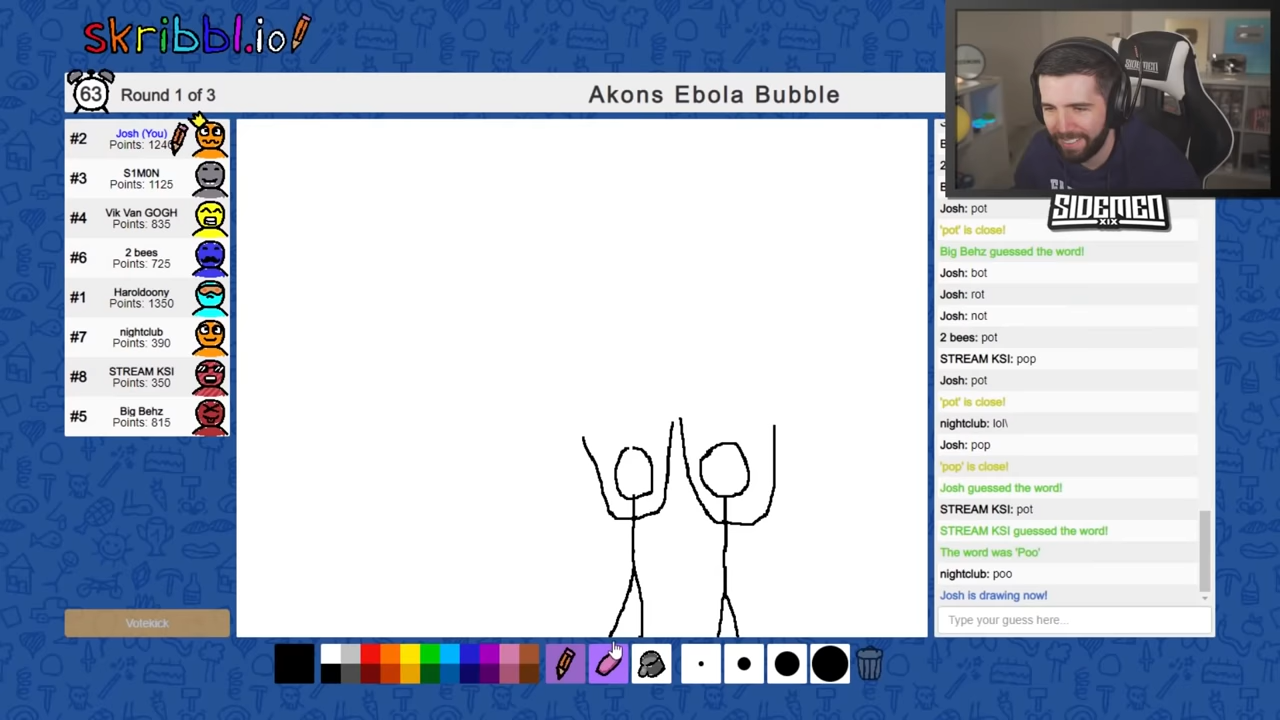 skribbl.io
63
Round 1 of 3
Akons Ebola Bubble
#2
Josh (You)
Points:
#3
S1M0N
Points: 1125
#4
Vik Van GOGH
Points: 835
#6
2 bees
Points: 725
#1
Haroldoony
Points: 1350
#7
nightclub
Points: 390
#8
STREAM KSI
Points: 350
#5
Big Behz
Points: 815
Votekick
Josh: pot
'pot' is close!
Big Behz guessed the word!
Josh: bot
Josh: rot
Josh: not
2 bees: pot
STREAM KSI: pop
Josh: pot
'pot' is close!
nightclub: lol\
Josh: pop
'pop' is close!
Josh guessed the word!
STREAM KSI: pot
STREAM KSI guessed the word!
The word was 'Poo'
nightclub: poo
Josh is drawing now!
Type your guess here...
SIDEMEN
SIDEMEN
XIX